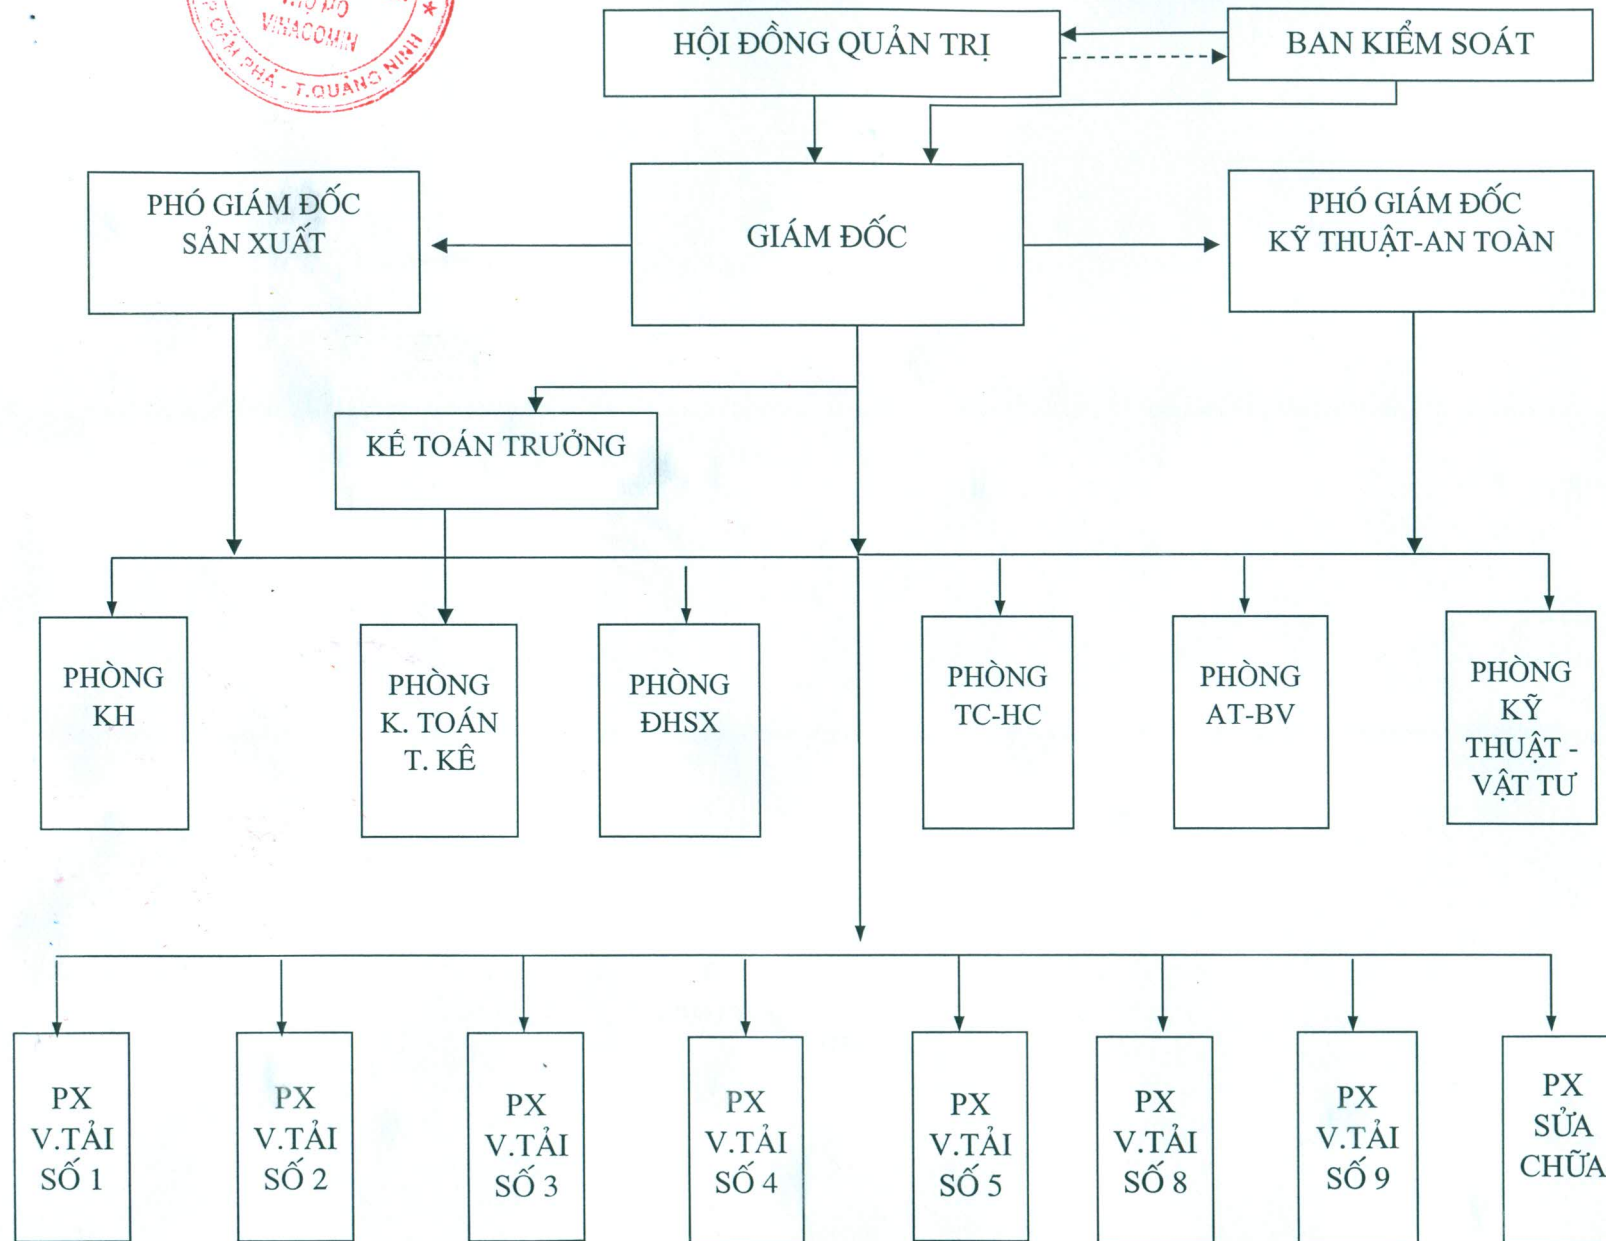 VINACOMIN
CẨM PHẢ - T.QUẢNG NINH *
HỘI ĐỒNG QUẢN TRỊ
BAN KIỂM SOÁT
PHÓ GIÁM ĐỐC
SẢN XUẤT
GIÁM ĐỐC
PHÓ GIÁM ĐỐC
KỸ THUẬT-AN TOÀN
KẾ TOÁN TRƯỞNG
PHÒNG
KH
PHÒNG
K. TOÁN
T. KÊ
PHÒNG
ĐHSX
PHÒNG
TC-HC
PHÒNG
AT-BV
PHÒNG
KỸ
THUẬT -
VẬT TƯ
PX
V.TẢI
SỐ 1
PX
V.TẢI
SỐ 2
PX
V.TẢI
SỐ 3
PX
V.TẢI
SỐ 4
PX
V.TẢI
SỐ 5
PX
V.TẢI
SỐ 8
PX
V.TẢI
SỐ 9
PX
SỬA
CHỮA